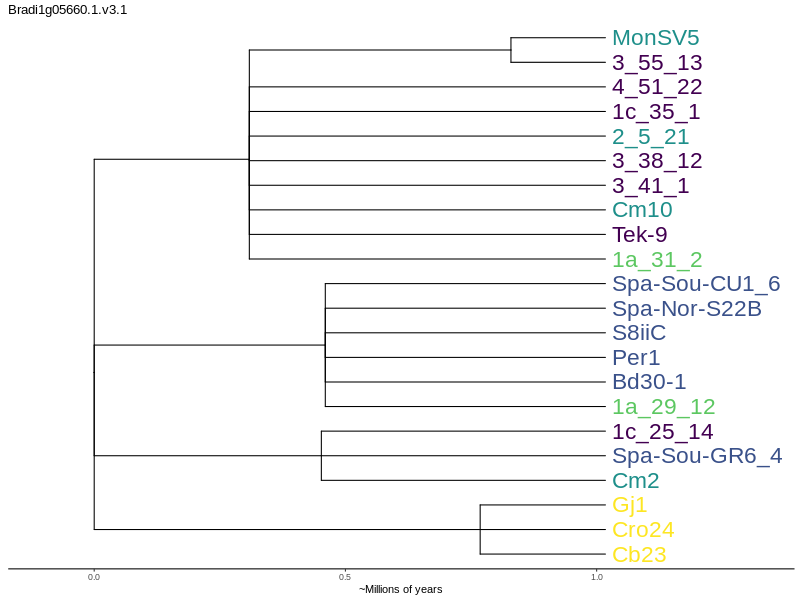 Bradi1g05660.1.v3.1
MonSV5
3_55_13
4_51_22
1c_35_1
2_5_21
3_38_12
3_41_1
Cm10
Tek-9
1a_31_2
Spa-Sou-CU1_6
Spa-Nor-S22B
S8iiC
Per1
Bd30-1
1a_29_12
1c_25_14
Spa-Sou-GR6_4
Cm2
Gj1
Cro24
Cb23
0.0 0.5 1.0
~Millions of years